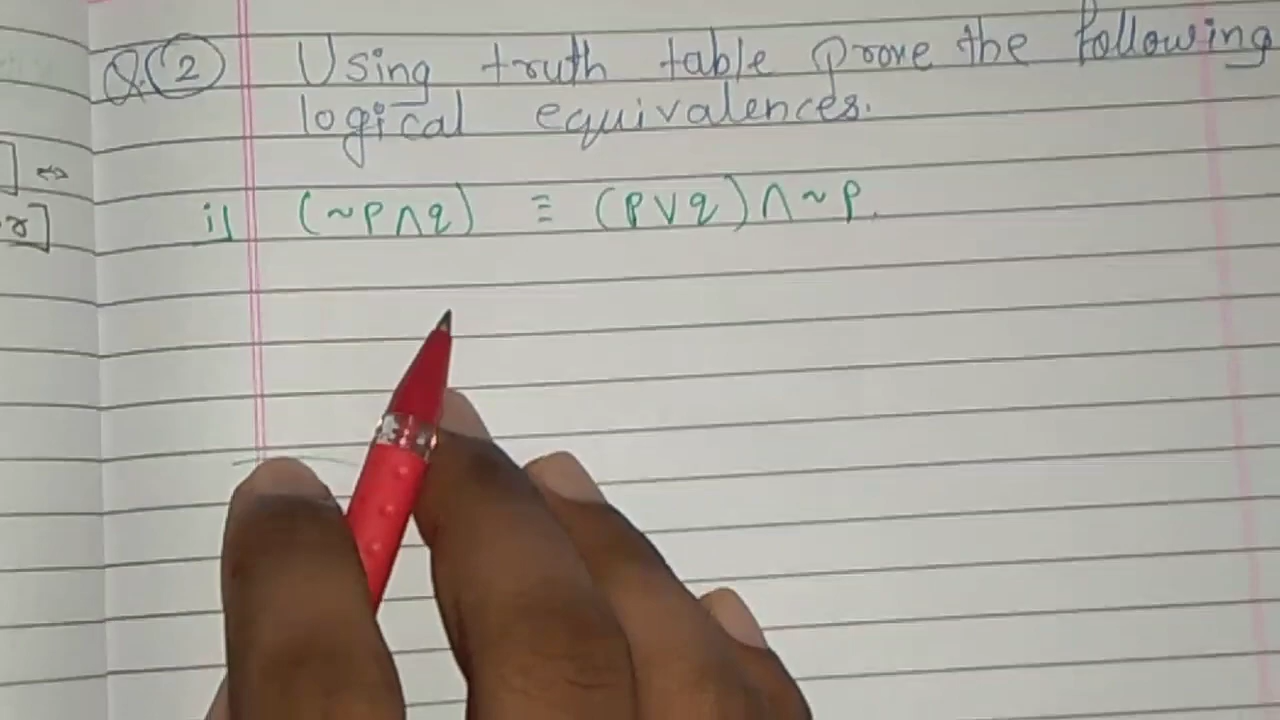 Q.(2) Using truth table prove the following
logical equivalences.
] ⇔
r]
i] (~p∧q) ≡ (p∨q)∧~p.